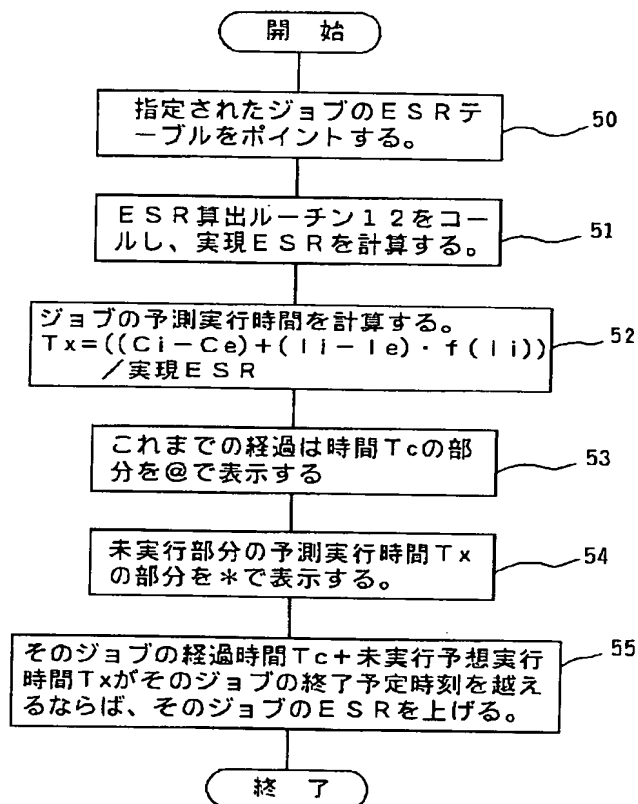 開 始
指定されたジョブのESRテ
ーブルをポイントする。
50
ESR算出ルーチン12をコー
ルし、実現ESRを計算する。
51
ジョブの予測実行時間を計算する。
Tx=((Ci-Ce)+(Ii-Ie)・f(Ii))
/実現ESR
52
これまでの経過は時間Tcの部
分を@で表示する
53
未実行部分の予測実行時間Tx
の部分を*で表示する。
54
そのジョブの経過時間Tc+未実行予想実行
時間Txがそのジョブの終了予定時刻を越え
るならば、そのジョブのESRを上げる。
55
終 了